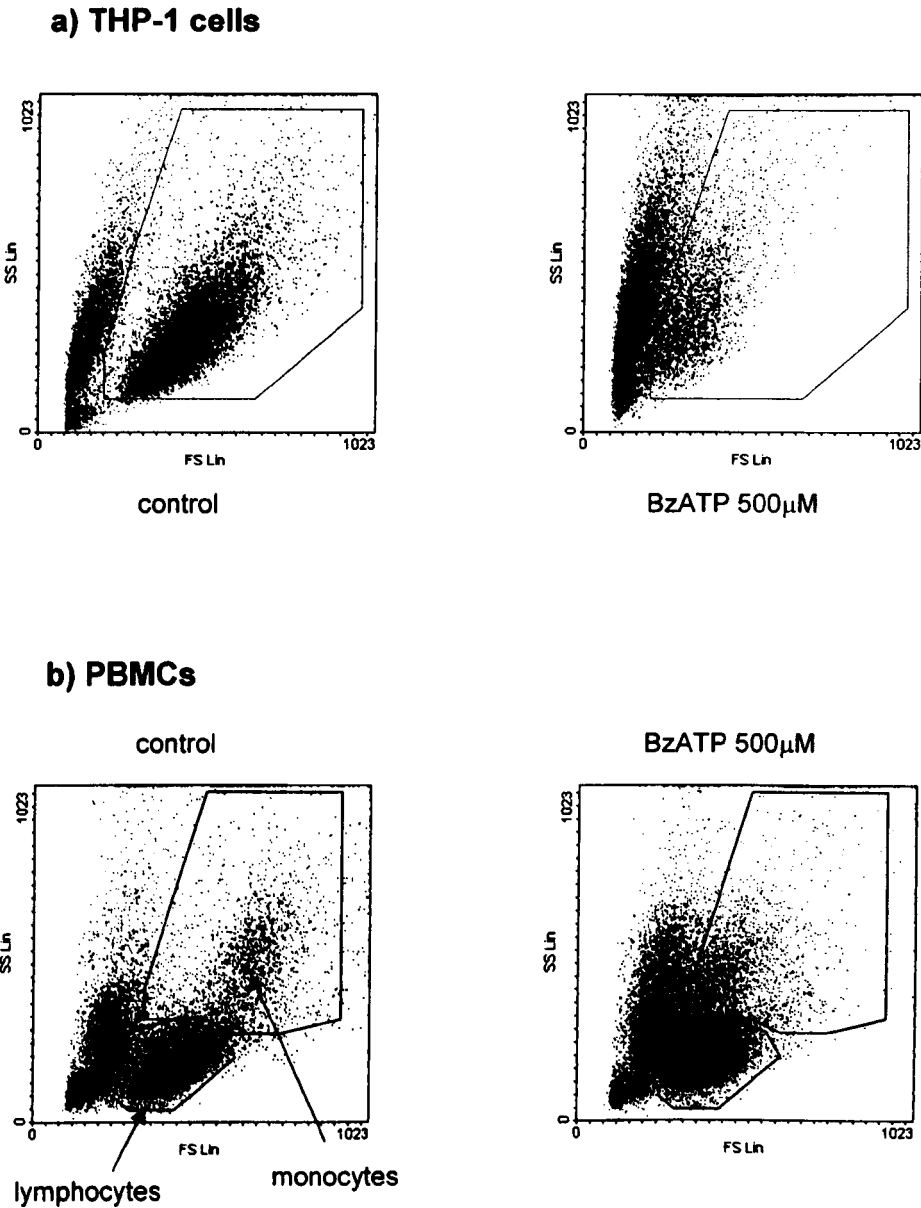 a) THP-1 cells
1023
SS Lin
0
0
FS Lin
1023
control
1023
SS Lin
0
0
FS Lin
1023
BzATP 500μM
b) PBMCs
control
1023
SS Lin
0
0
FS Lin
1023
lymphocytes
monocytes
BzATP 500μM
1023
SS Lin
0
0
FS Lin
1023